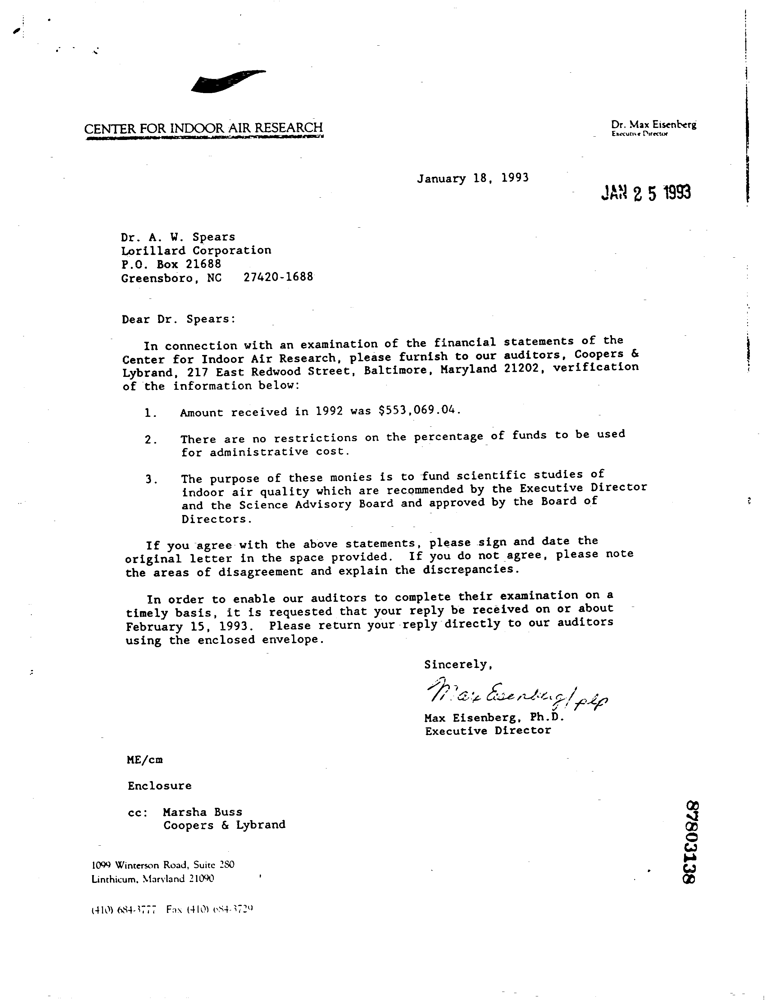 CENTER FOR INDOOR AIR RESEARCH
Dr. Max Eisenberg
Executive Director
January 18, 1993
JAN 25 1993
Dr. A. W. Spears
Lorillard Corporation
P.O. Box 21688
Greensboro, NC 27420-1688
Dear Dr. Spears:
In connection with an examination of the financial statements of the
Center for Indoor Air Research, please furnish to our auditors, Coopers &
Lybrand, 217 East Redwood Street, Baltimore, Maryland 21202, verification
of the information below:
1. Amount received in 1992 was $553,069.04.
2. There are no restrictions on the percentage of funds to be used
for administrative cost.
3. The purpose of these monies is to fund scientific studies of
indoor air quality which are recommended by the Executive Director
and the Science Advisory Board and approved by the Board of
Directors.
If you agree with the above statements, please sign and date the
original letter in the space provided. If you do not agree, please note
the areas of disagreement and explain the discrepancies.
In order to enable our auditors to complete their examination on a
timely basis, it is requested that your reply be received on or about
February 15, 1993. Please return your reply directly to our auditors
using the enclosed envelope.
Sincerely,
Max Eisenberg/plp
Max Eisenberg, Ph.D.
Executive Director
ME/cm
Enclosure
cc: Marsha Buss
Coopers & Lybrand
87803138
1099 Winterson Road, Suite 280
Linthicum, Maryland 21090
(410) 684-3777 Fax (410) 684-3729